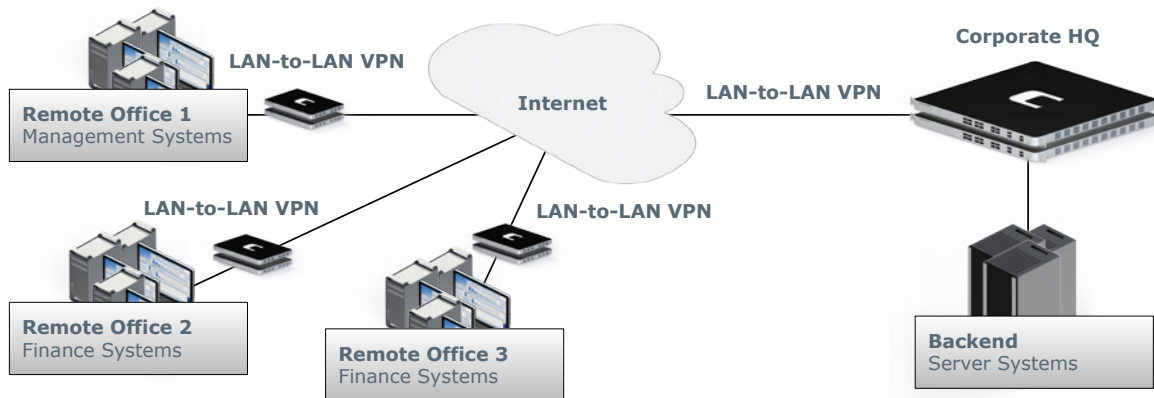 Corporate HQ
LAN-to-LAN VPN
Internet
LAN-to-LAN VPN
Remote Office 1
Management Systems
LAN-to-LAN VPN
LAN-to-LAN VPN
Remote Office 2
Finance Systems
Remote Office 3
Finance Systems
Backend
Server Systems